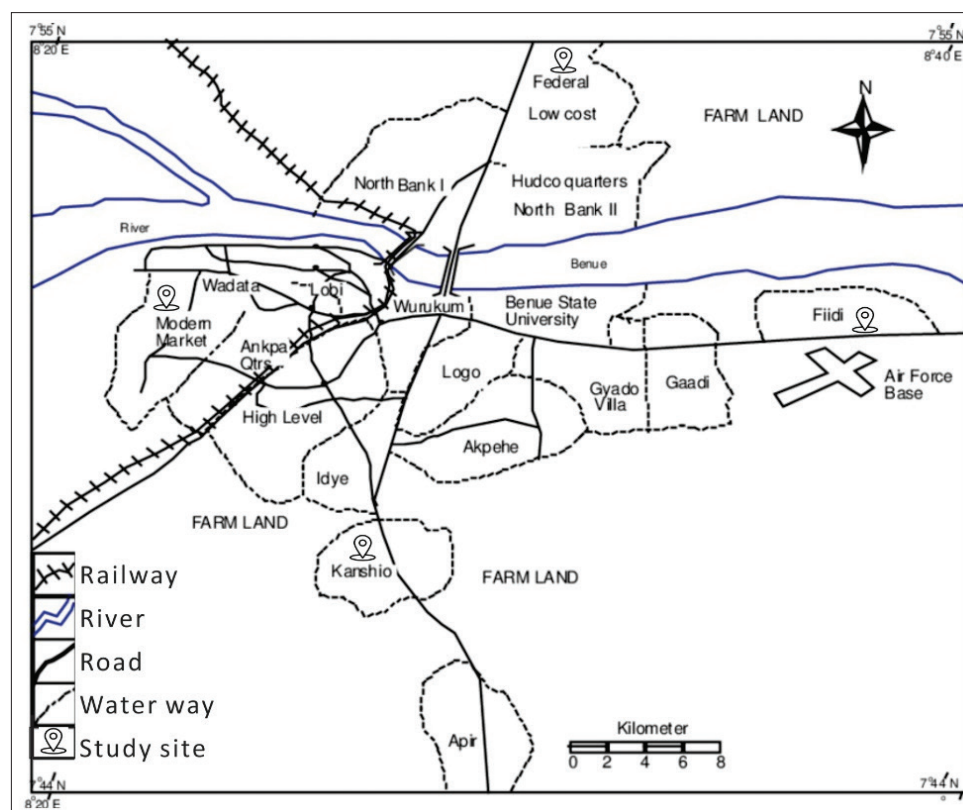 7° 55 N
8° 20 E
7° 55 N
8° 40 E
Federal
Low cost
FARM LAND
N
North Bank I
Hudco quarters
North Bank II
River
Benue
Wadata
Lobi
Wurukum
Benue State
University
Fiidi
Modern
Market
Ankpa
Qtrs
Logo
Gyado
Villa
Gaadi
Air Force
Base
High Level
Akpehe
Idye
FARM LAND
Kanshio
FARM LAND
Railway
River
Road
Water way
Study site
Apir
Kilometer
0 2 4 6 8
7° 44 N
8° 20 E
7° 44 N